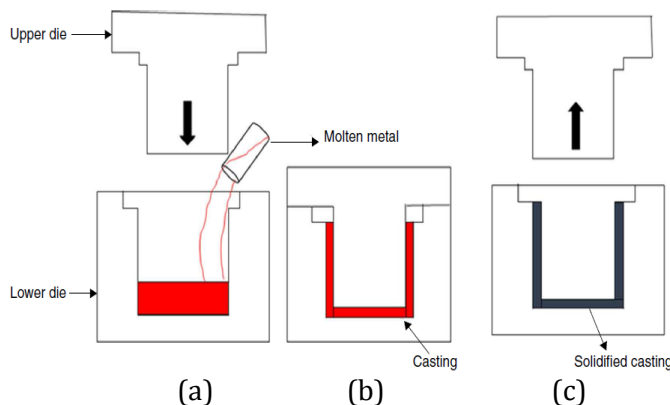 Upper die
Molten metal
Lower die
Casting
Solidified casting
(a)
(b)
(c)